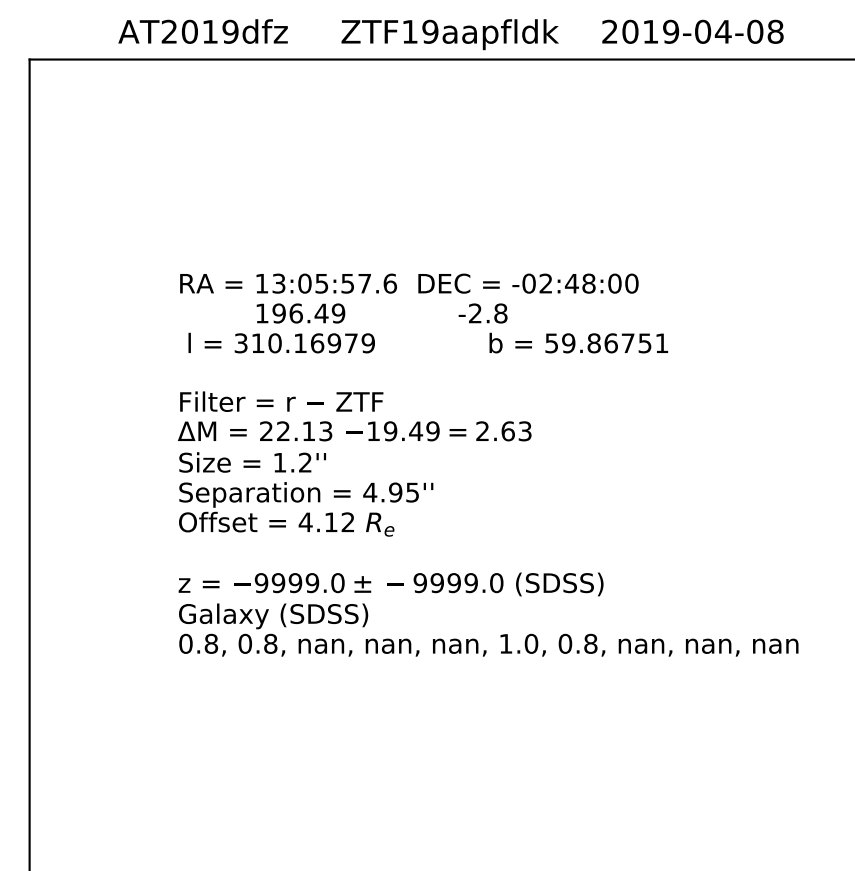 AT2019dfz ZTF19aapfldk 2019-04-08
RA = 13:05:57.6 DEC = -02:48:00
196.49 -2.8
l = 310.16979 b = 59.86751
Filter = r − ZTF
ΔM = 22.13 −19.49 = 2.63
Size = 1.2''
Separation = 4.95''
Offset = 4.12 Rₑ
z = −9999.0 ± − 9999.0 (SDSS)
Galaxy (SDSS)
0.8, 0.8, nan, nan, nan, 1.0, 0.8, nan, nan, nan